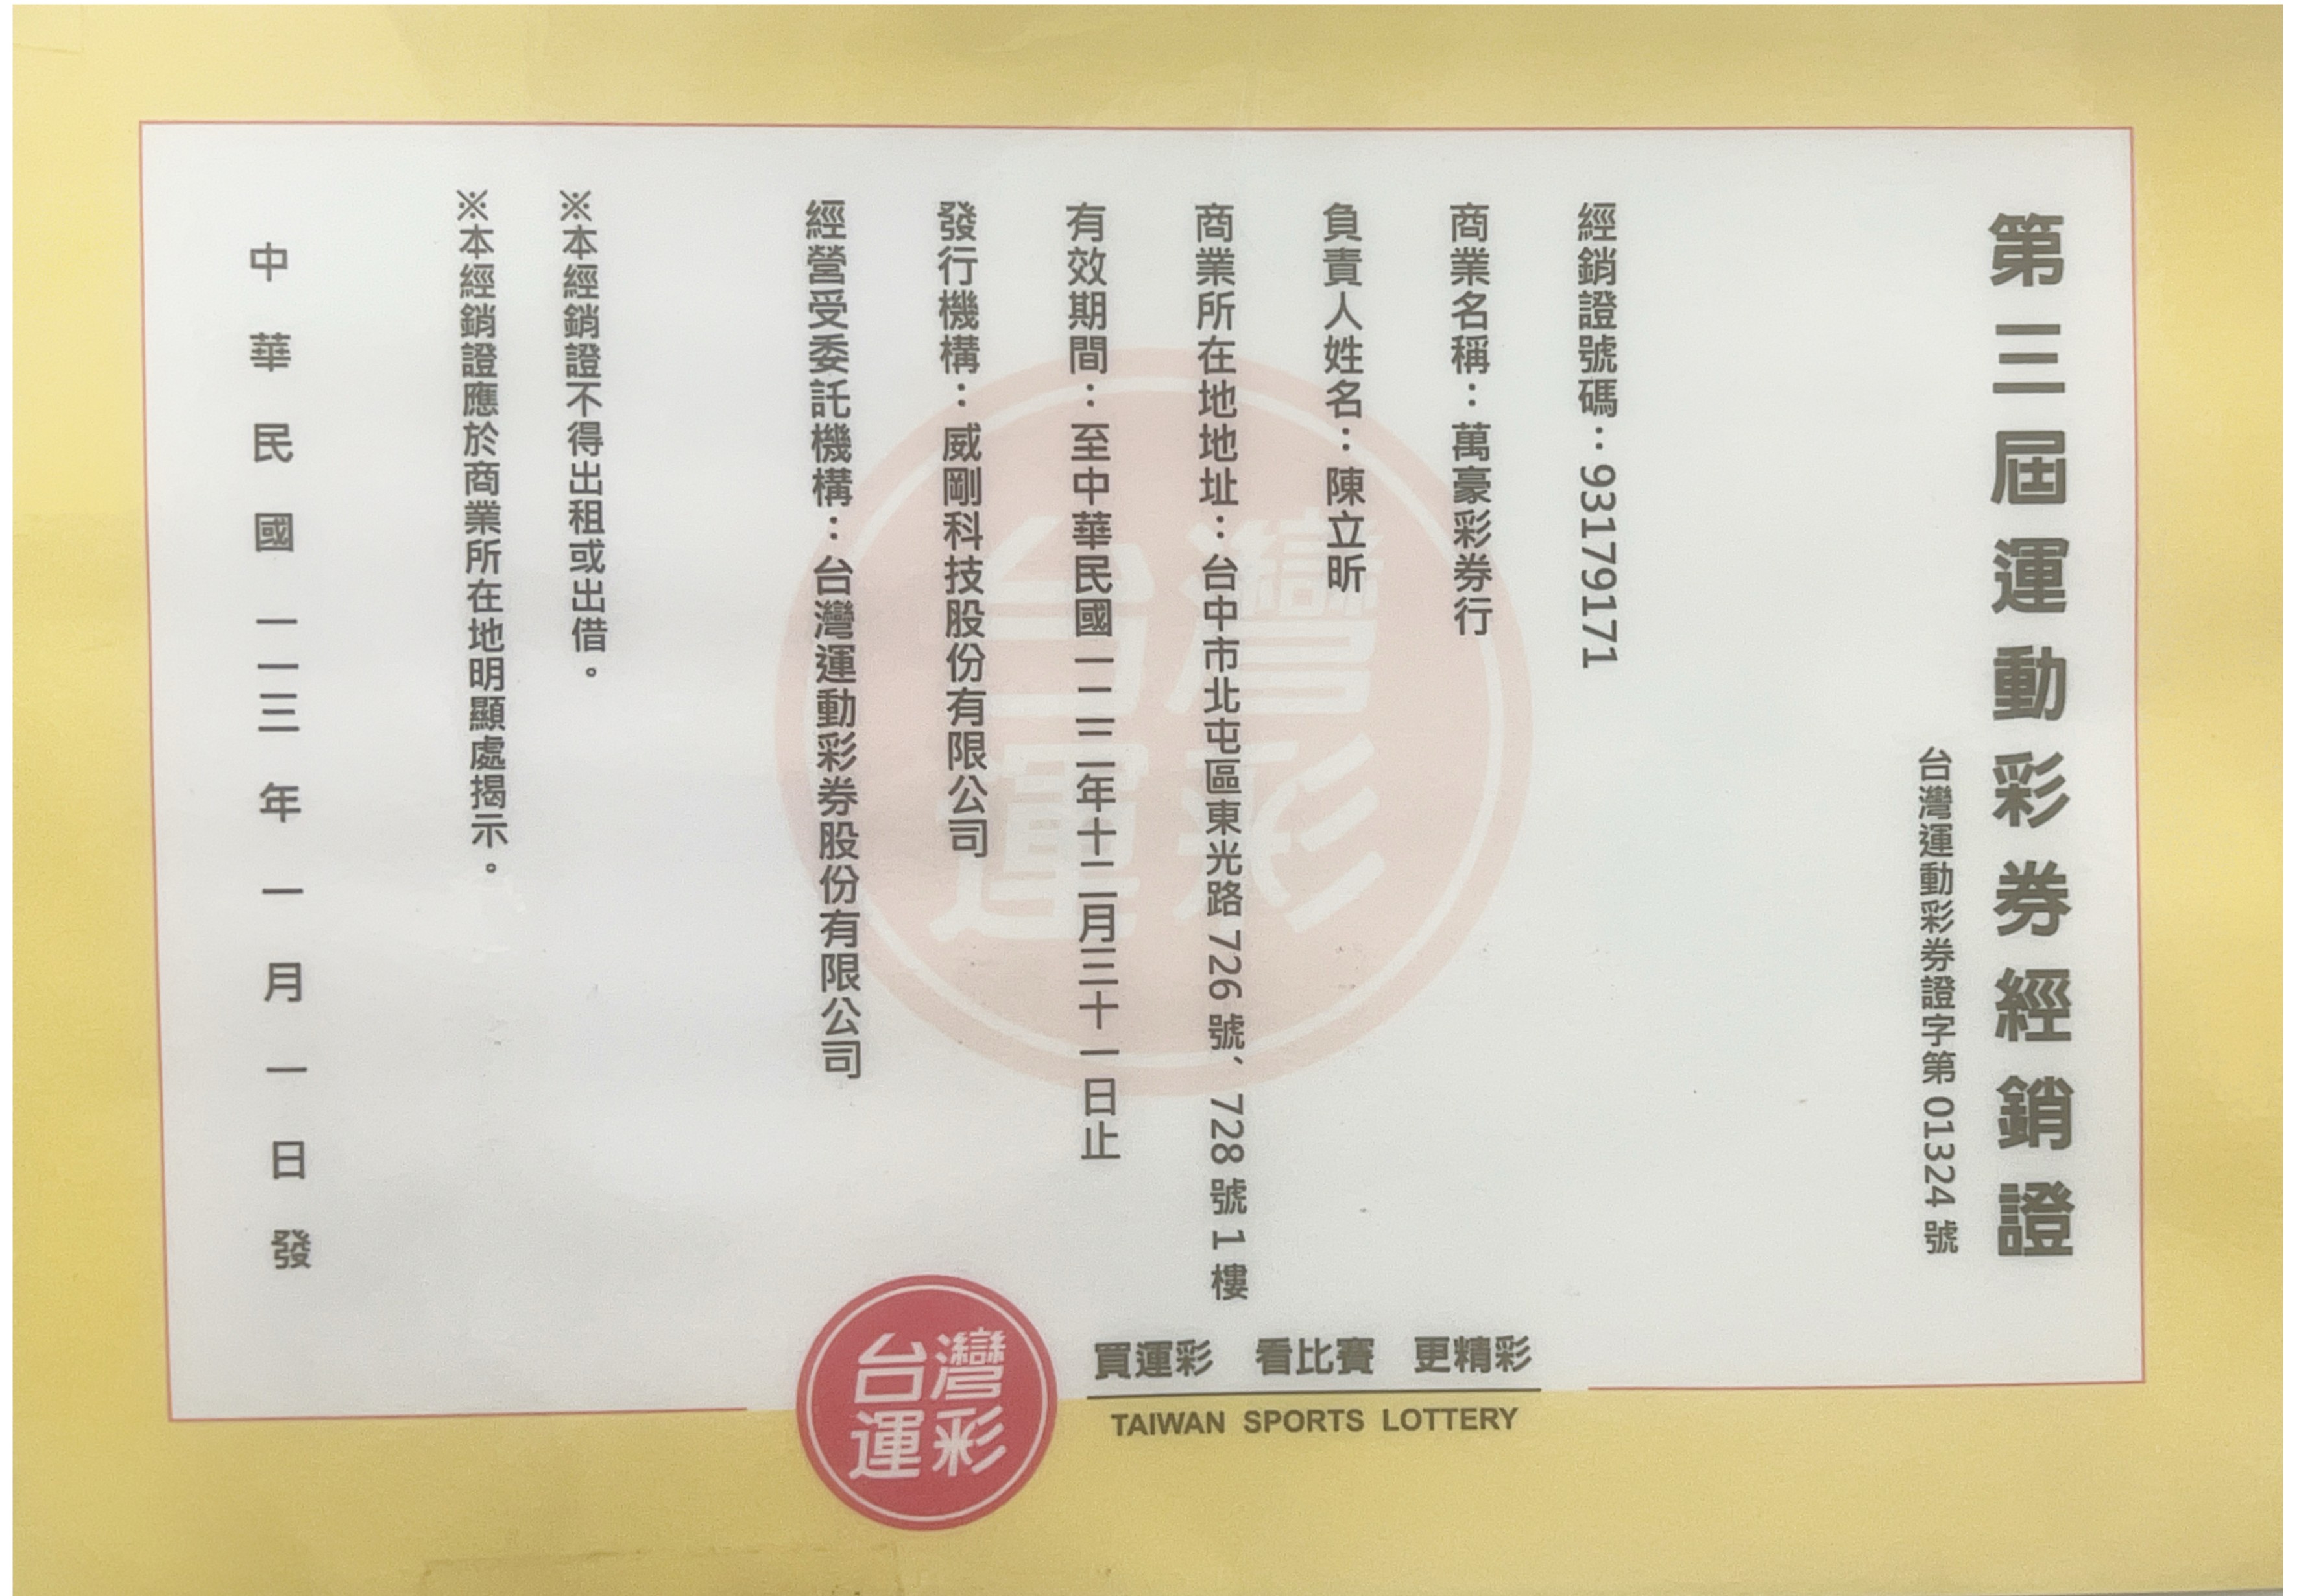 第三屆運動彩券經銷證
台灣運動彩券證字第 01324 號
經銷證號碼：93179171
商業名稱：萬豪彩券行
負責人姓名：陳立昕
商業所在地地址：台中市北屯區東光路 726 號、728 號 1 樓
有效期間：至中華民國一二二年十二月三十一日止
發行機構：威剛科技股份有限公司
經營受委託機構：台灣運動彩券股份有限公司
※本經銷證不得出租或出借。
※本經銷證應於商業所在地明顯處揭示。
中華民國一一三年一月一日發
台灣
運彩
台灣
運彩
買運彩 看比賽 更精彩
TAIWAN SPORTS LOTTERY